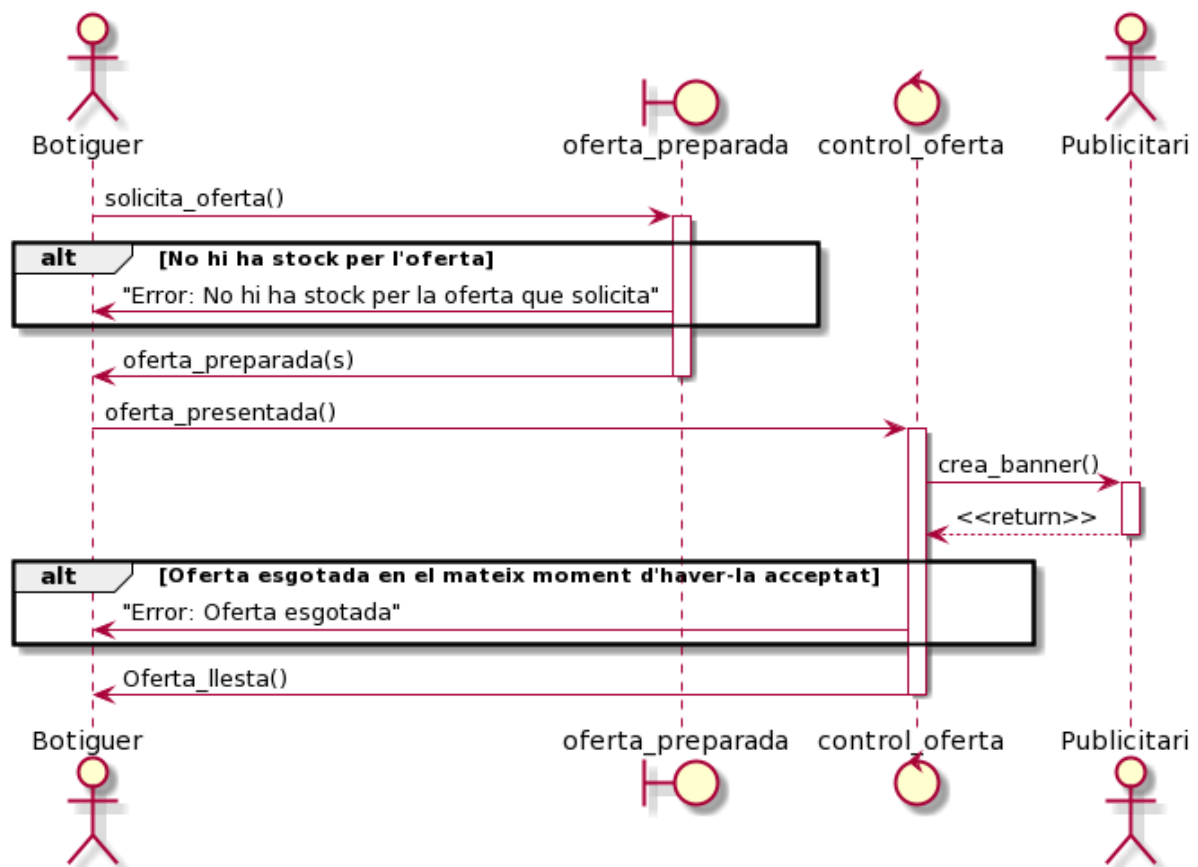 Botiguer
oferta_preparada
control_oferta
Publicitari
solicita_oferta()
alt [No hi ha stock per l'oferta]
"Error: No hi ha stock per la oferta que solicita"
oferta_preparada(s)
oferta_presentada()
crea_banner()
<<return>>
alt [Oferta esgotada en el mateix moment d'haver-la acceptat]
"Error: Oferta esgotada"
Oferta_llesta()
Botiguer
oferta_preparada
control_oferta
Publicitari